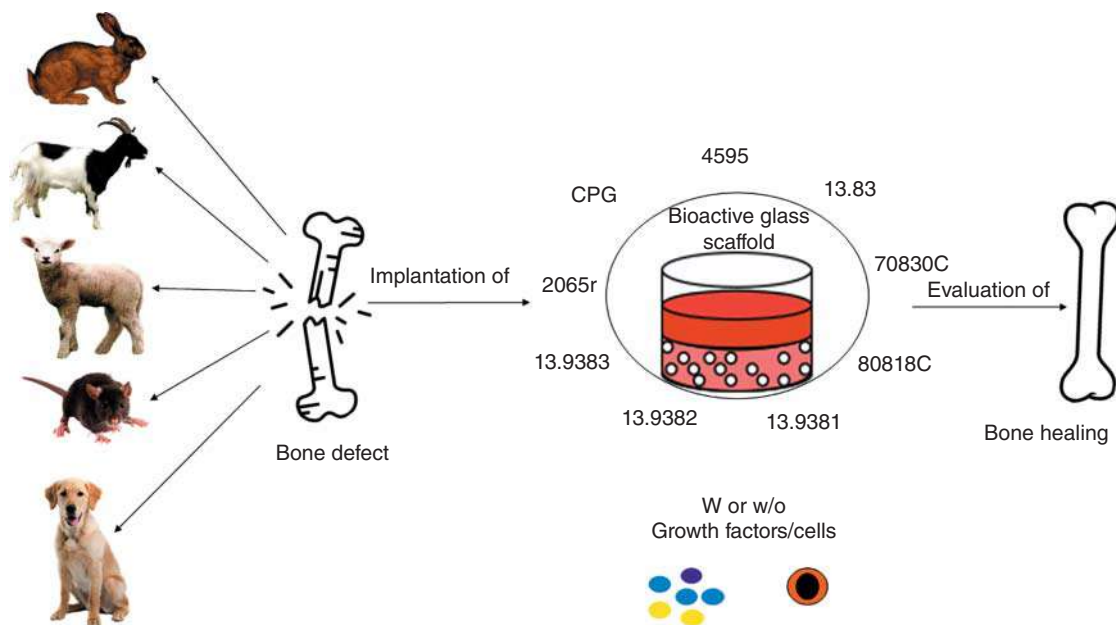 4595
CPG
13.83
Bioactive glass
scaffold
70830C
Implantation of
2065r
Evaluation of
13.9383
80818C
13.9382
13.9381
Bone defect
Bone healing
W or w/o
Growth factors/cells